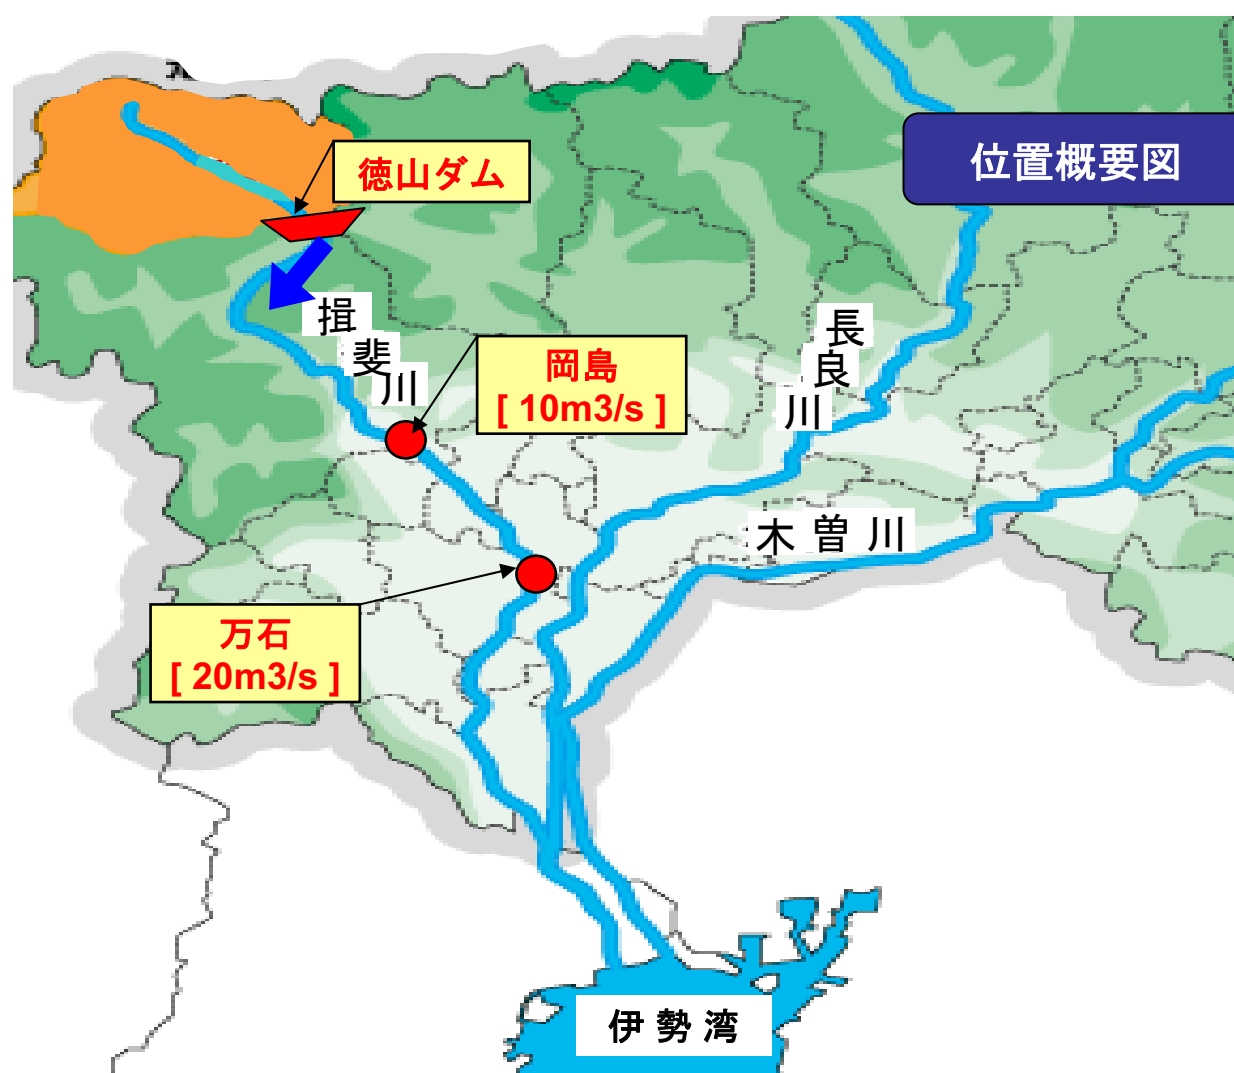 位置概要図
徳山ダム
揖斐川
岡島
[ 10m3/s ]
長良川
木曽川
万石
[ 20m3/s ]
伊勢湾